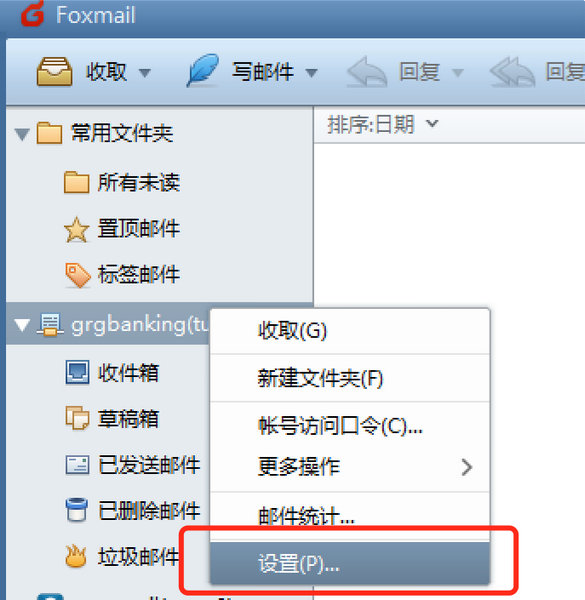 Foxmail
收取 写邮件 回复 回复
常用文件夹
排序:日期
所有未读
置顶邮件
标签邮件
grgbanking(tu
收取(G)
收件箱
新建文件夹(F)
草稿箱
帐号访问口令(C)...
已发送邮件
更多操作
已删除邮件
邮件统计...
垃圾邮件
设置(P)...